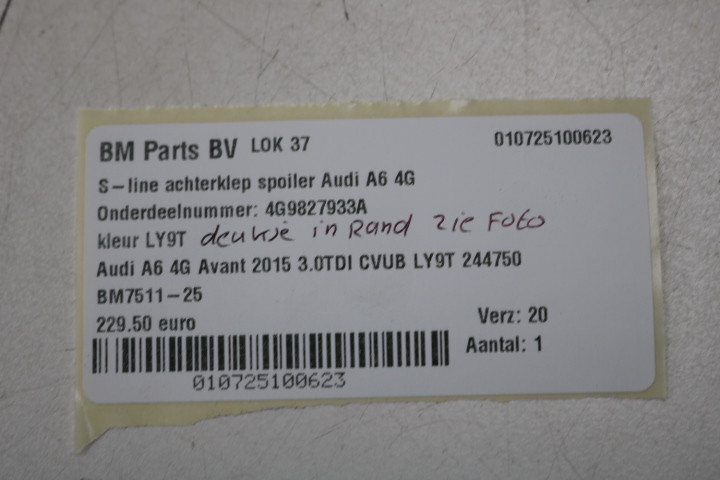 BM Parts BV LOK 37 010725100623
S-line achterklep spoiler Audi A6 4G
Onderdeelnummer: 4G9827933A
kleur LY9T deukje in Rand zie Foto
Audi A6 4G Avant 2015 3.0TDI CVUB LY9T 244750
BM7511-25
229.50 euro Verz: 20
Aantal: 1
010725100623